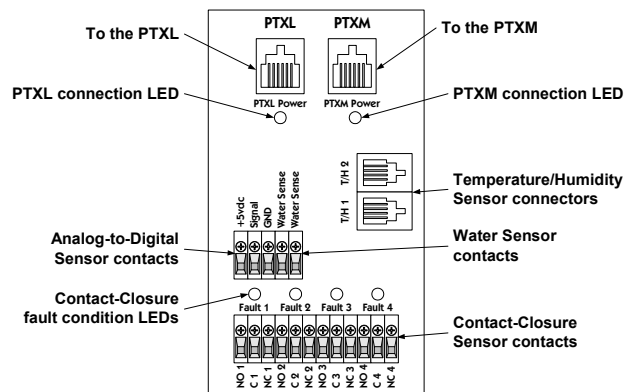 PTXL PTXM
To the PTXL
To the PTXM
PTXL connection LED
PTXL Power PTXM Power
PTXM connection LED
T/H 2
T/H 1
Temperature/Humidity
Sensor connectors
+5vdc
Signal
GND
Water Sense
Water Sense
Analog-to-Digital
Sensor contacts
Water Sensor
contacts
Contact-Closure
fault condition LEDs
Fault 1 Fault 2 Fault 3 Fault 4
Contact-Closure
Sensor contacts
NO 1
C 1
NC 1
NO 2
C 2
NC 2
NO 3
C 3
NC 3
NO 4
C 4
NC 4